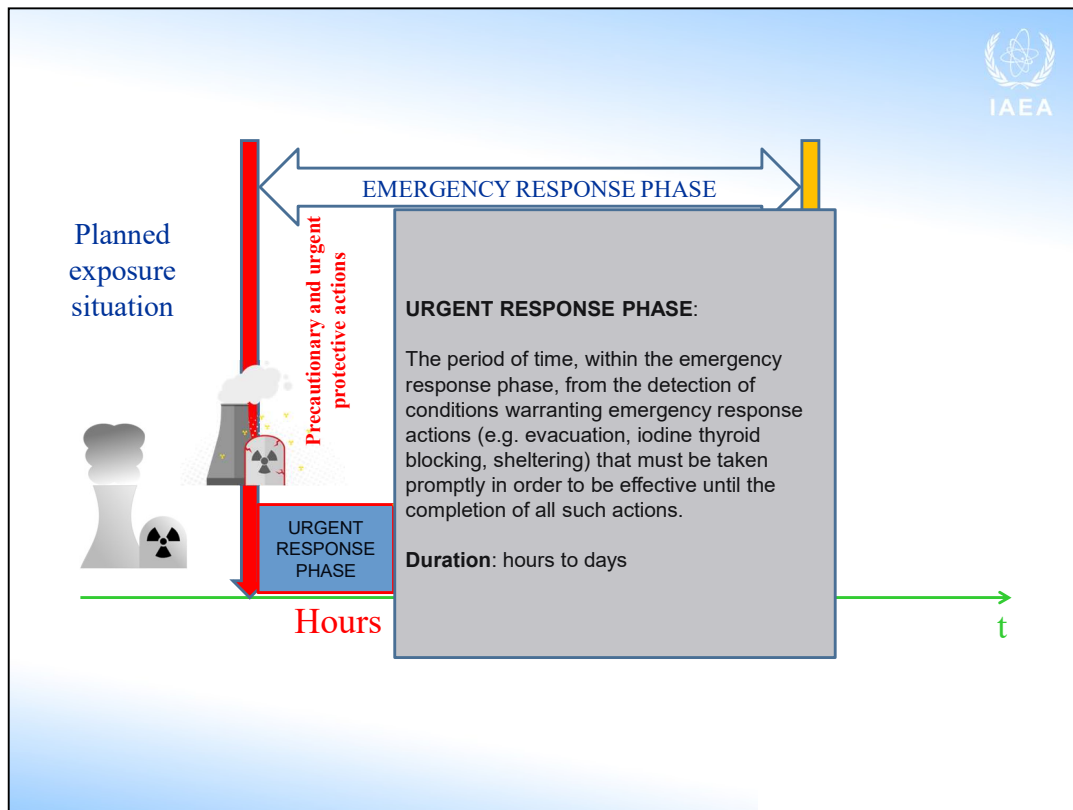 IAEA
EMERGENCY RESPONSE PHASE
Planned
exposure
situation
Precautionary and urgent
protective actions
URGENT RESPONSE PHASE:
The period of time, within the emergency
response phase, from the detection of
conditions warranting emergency response
actions (e.g. evacuation, iodine thyroid
blocking, sheltering) that must be taken
promptly in order to be effective until the
completion of all such actions.
Duration: hours to days
URGENT
RESPONSE
PHASE
Hours
t